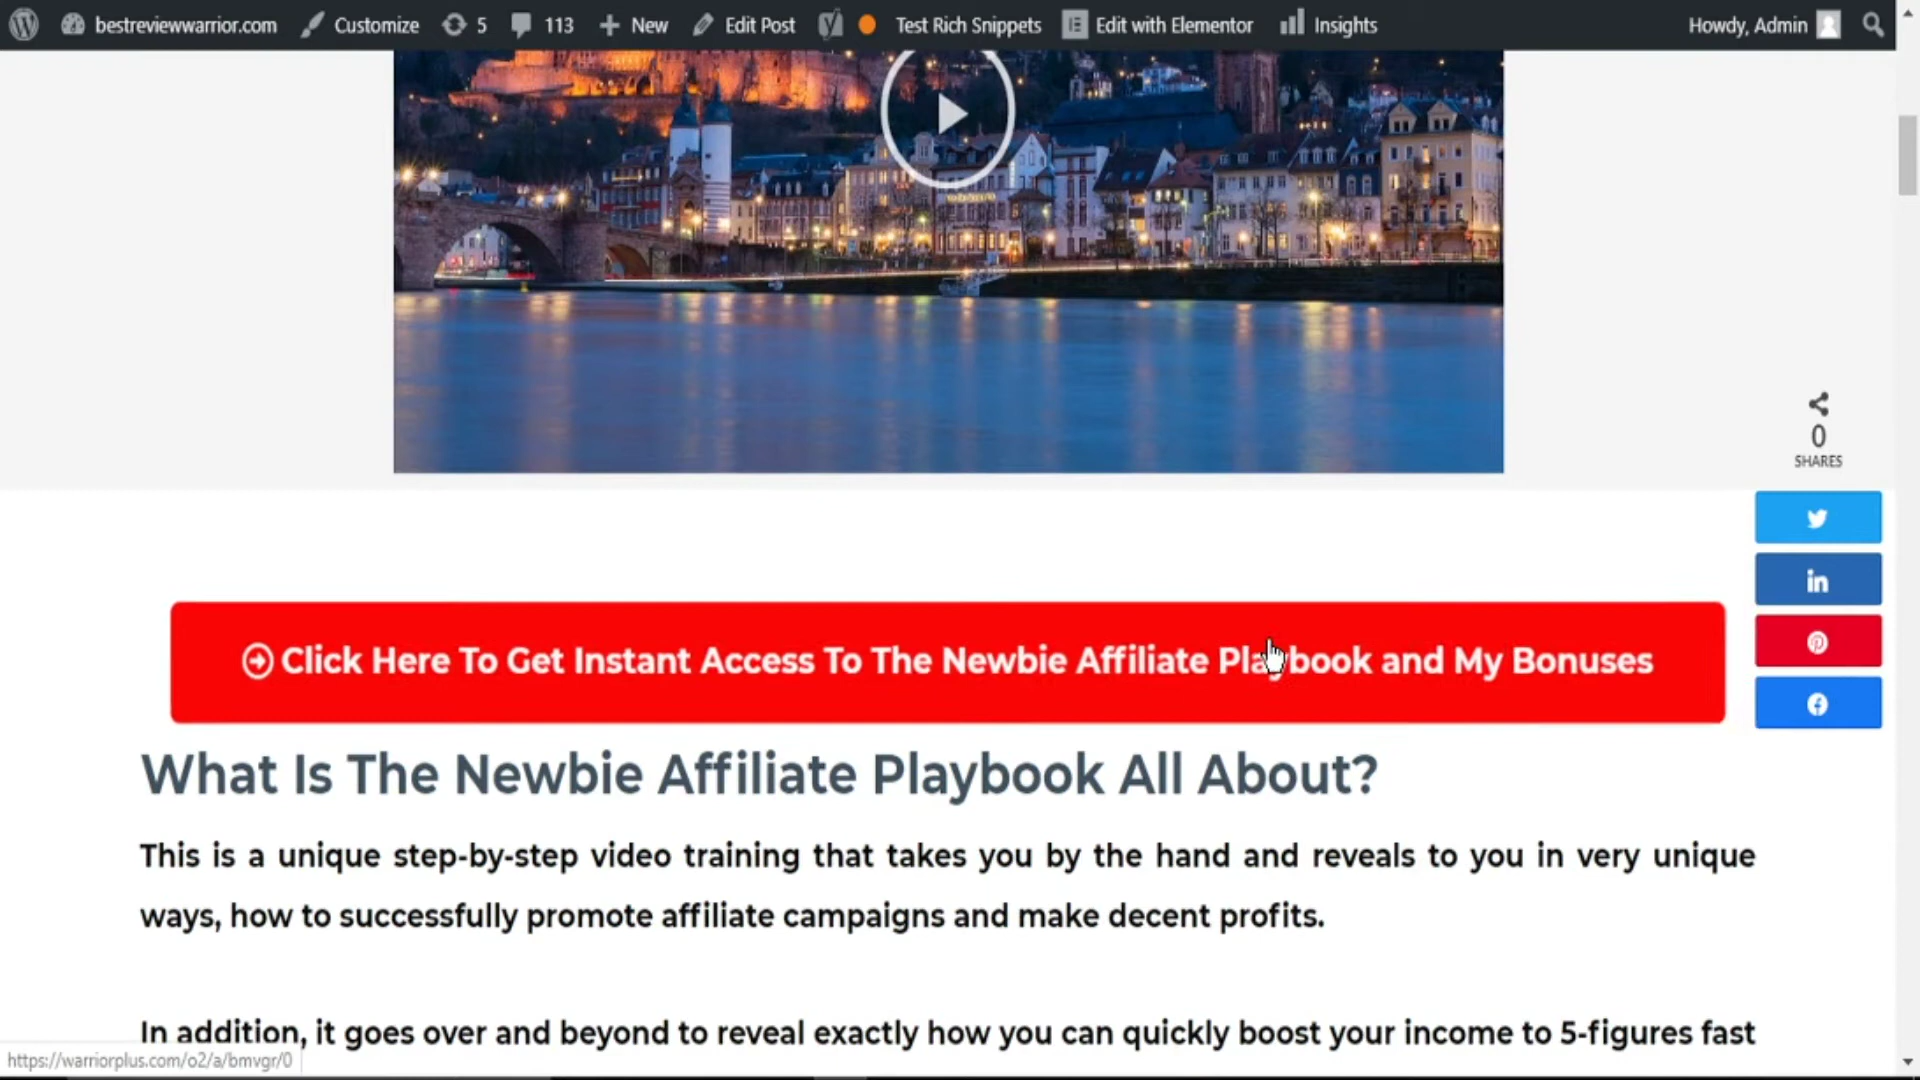 bestreviewwarrior.com Customize 5 113 New Edit Post Test Rich Snippets Edit with Elementor Insights Howdy, Admin
0
SHARES
Click Here To Get Instant Access To The Newbie Affiliate Playbook and My Bonuses
What Is The Newbie Affiliate Playbook All About?
This is a unique step-by-step video training that takes you by the hand and reveals to you in very unique
ways, how to successfully promote affiliate campaigns and make decent profits.
In addition, it goes over and beyond to reveal exactly how you can quickly boost your income to 5-figures fast
https://warriorplus.com/o2/a/bmvgr/0